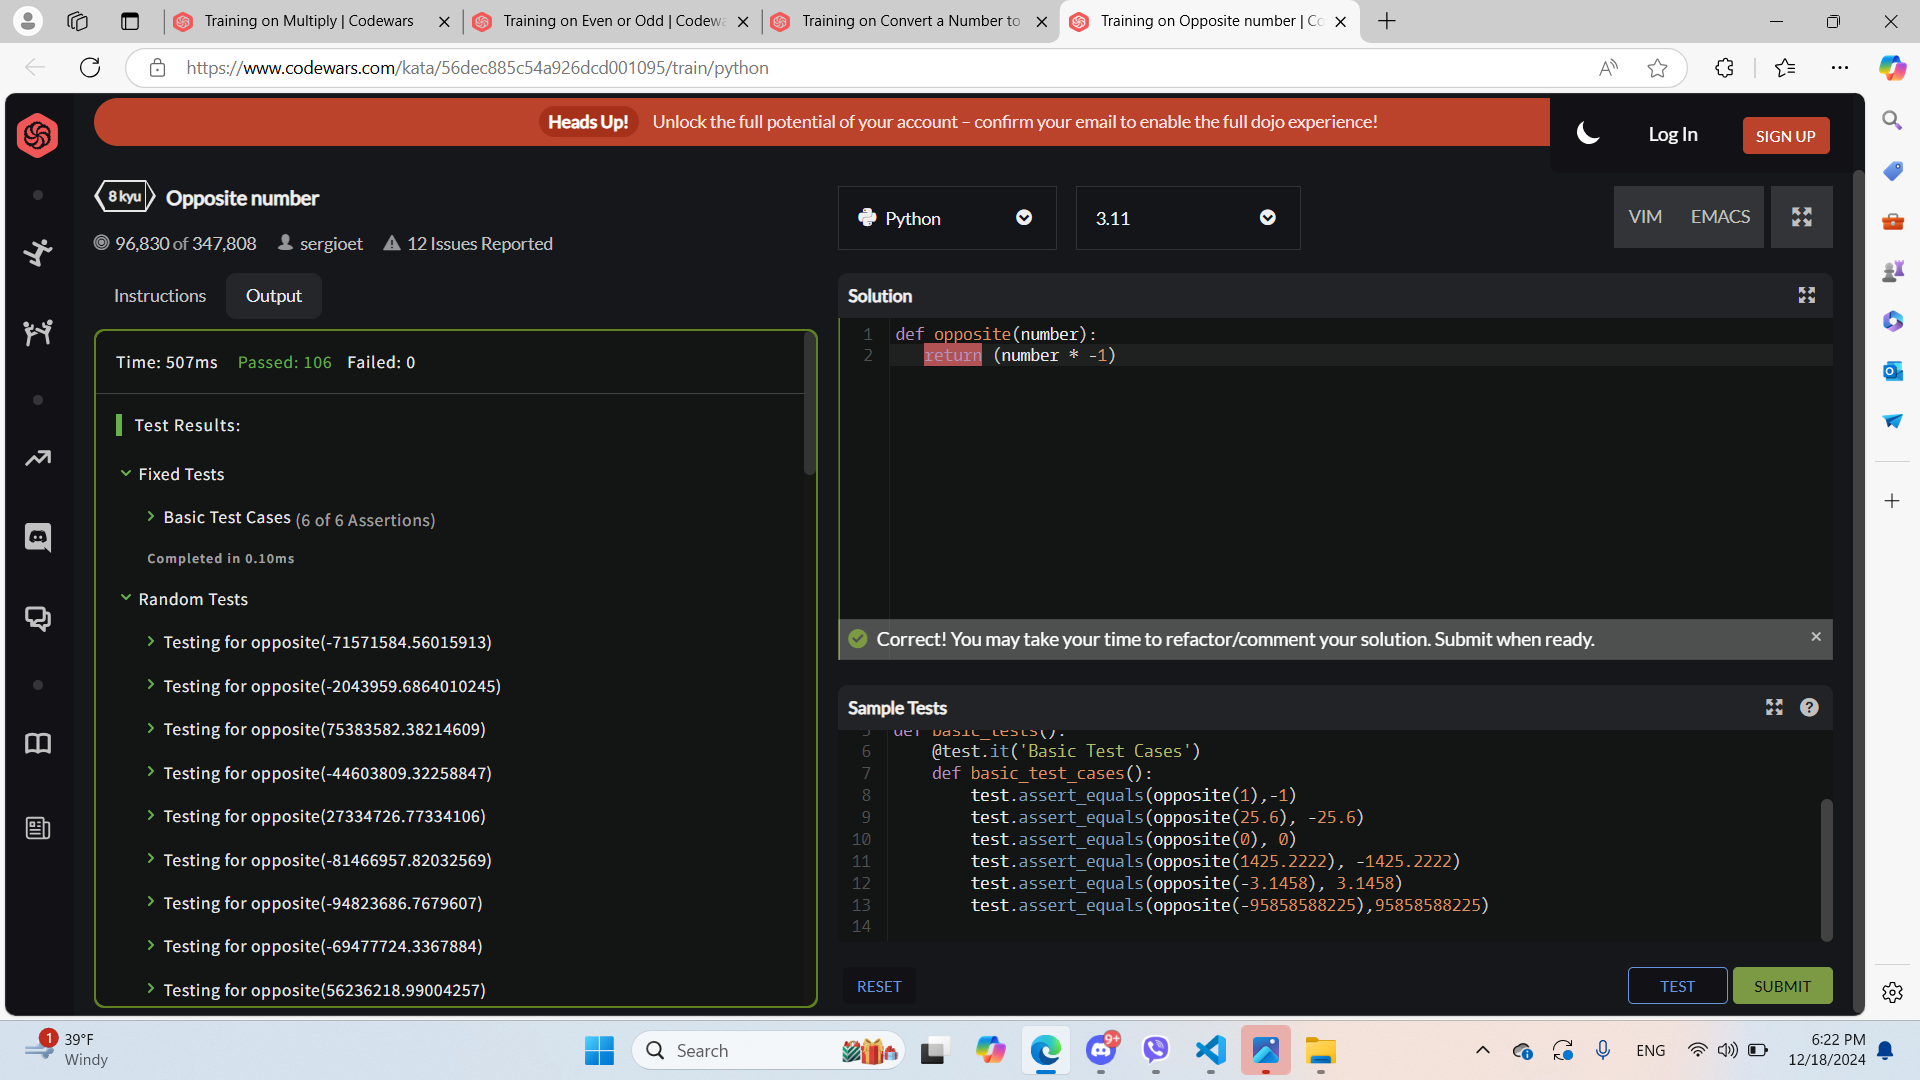 Training on Multiply | Codewars
Training on Even or Odd | Codewa
Training on Convert a Number to
Training on Opposite number | Co
https://www.codewars.com/kata/56dec885c54a926dcd001095/train/python
Heads Up! Unlock the full potential of your account – confirm your email to enable the full dojo experience!
Log In
SIGN UP
8 kyu
Opposite number
96,830 of 347,808
sergioet
12 Issues Reported
Python
3.11
VIM
EMACS
Instructions
Output
Time: 507ms Passed: 106 Failed: 0
Test Results:
Fixed Tests
Basic Test Cases (6 of 6 Assertions)
Completed in 0.10ms
Random Tests
Testing for opposite(-71571584.56015913)
Testing for opposite(-2043959.6864010245)
Testing for opposite(75383582.38214609)
Testing for opposite(-44603809.32258847)
Testing for opposite(27334726.77334106)
Testing for opposite(-81466957.82032569)
Testing for opposite(-94823686.7679607)
Testing for opposite(-69477724.3367884)
Testing for opposite(56236218.99004257)
Solution
1 def opposite(number):
2 return (number * -1)
Correct! You may take your time to refactor/comment your solution. Submit when ready.
Sample Tests
5 def basic_tests():
6 @test.it('Basic Test Cases')
7 def basic_test_cases():
8 test.assert_equals(opposite(1),-1)
9 test.assert_equals(opposite(25.6), -25.6)
10 test.assert_equals(opposite(0), 0)
11 test.assert_equals(opposite(1425.2222), -1425.2222)
12 test.assert_equals(opposite(-3.1458), 3.1458)
13 test.assert_equals(opposite(-95858588225),95858588225)
14
RESET
TEST
SUBMIT
1
39°F
Windy
Search
9+
ENG
6:22 PM
12/18/2024